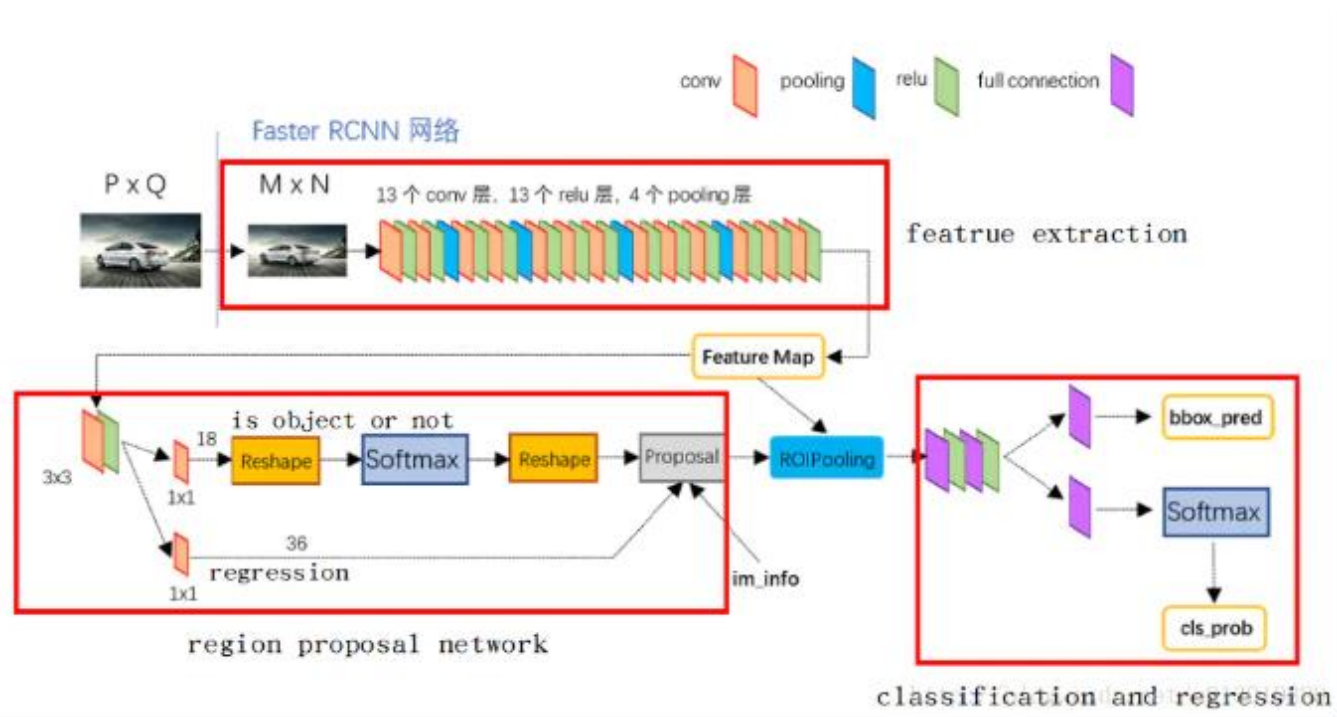 conv pooling relu full connection
Faster RCNN 网络
P x Q
M x N
13 个 conv 层, 13 个 relu 层, 4 个 pooling 层
featrue extraction
Feature Map
is object or not
3x3
18
1x1
Reshape
Softmax
Reshape
Proposal
ROIPooling
bbox_pred
Softmax
cls_prob
36
regression
1x1
im_info
region proposal network
classification and regression